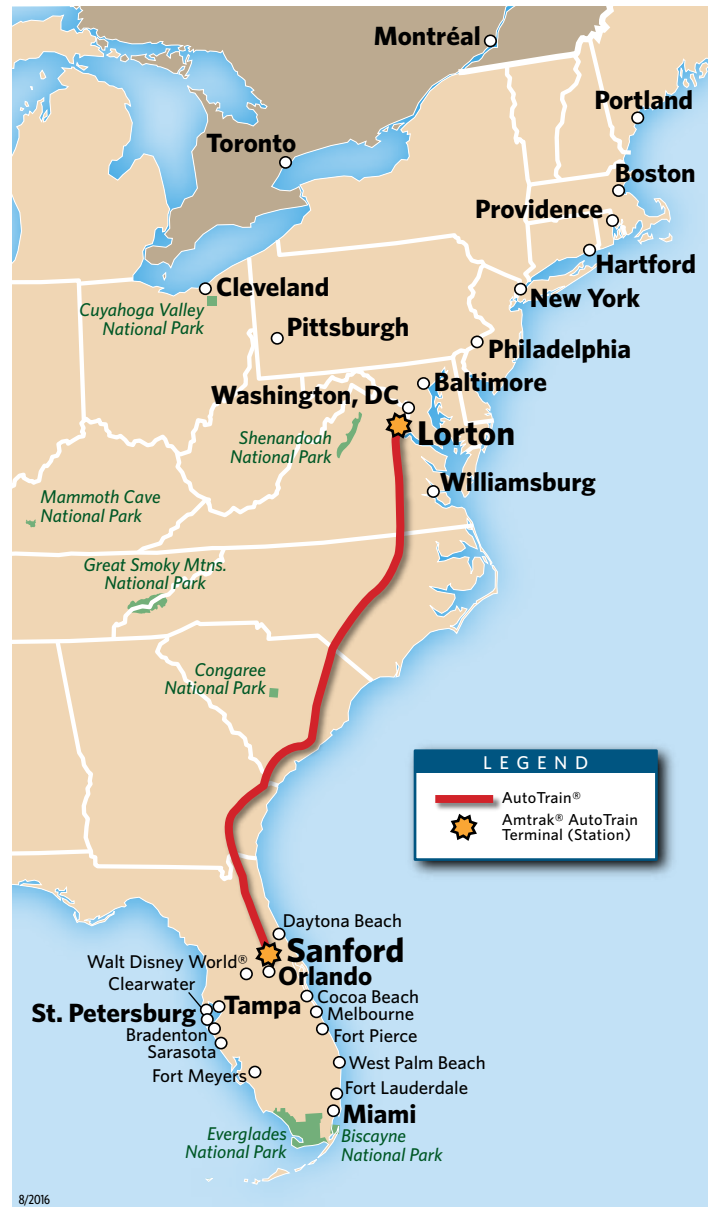 Montréal
Portland
Toronto
Boston
Providence
Hartford
Cleveland
New York
Cuyahoga Valley
National Park
Pittsburgh
Philadelphia
Baltimore
Washington, DC
Lorton
Shenandoah
National Park
Williamsburg
Mammoth Cave
National Park
Great Smoky Mtns.
National Park
Congaree
National Park
LEGEND
AutoTrain®
Amtrak® AutoTrain
Terminal (Station)
Daytona Beach
Sanford
Walt Disney World®
Orlando
Clearwater
Cocoa Beach
Tampa
St. Petersburg
Melbourne
Bradenton
Fort Pierce
Sarasota
West Palm Beach
Fort Meyers
Fort Lauderdale
Miami
Everglades
National Park
Biscayne
National Park
8/2016